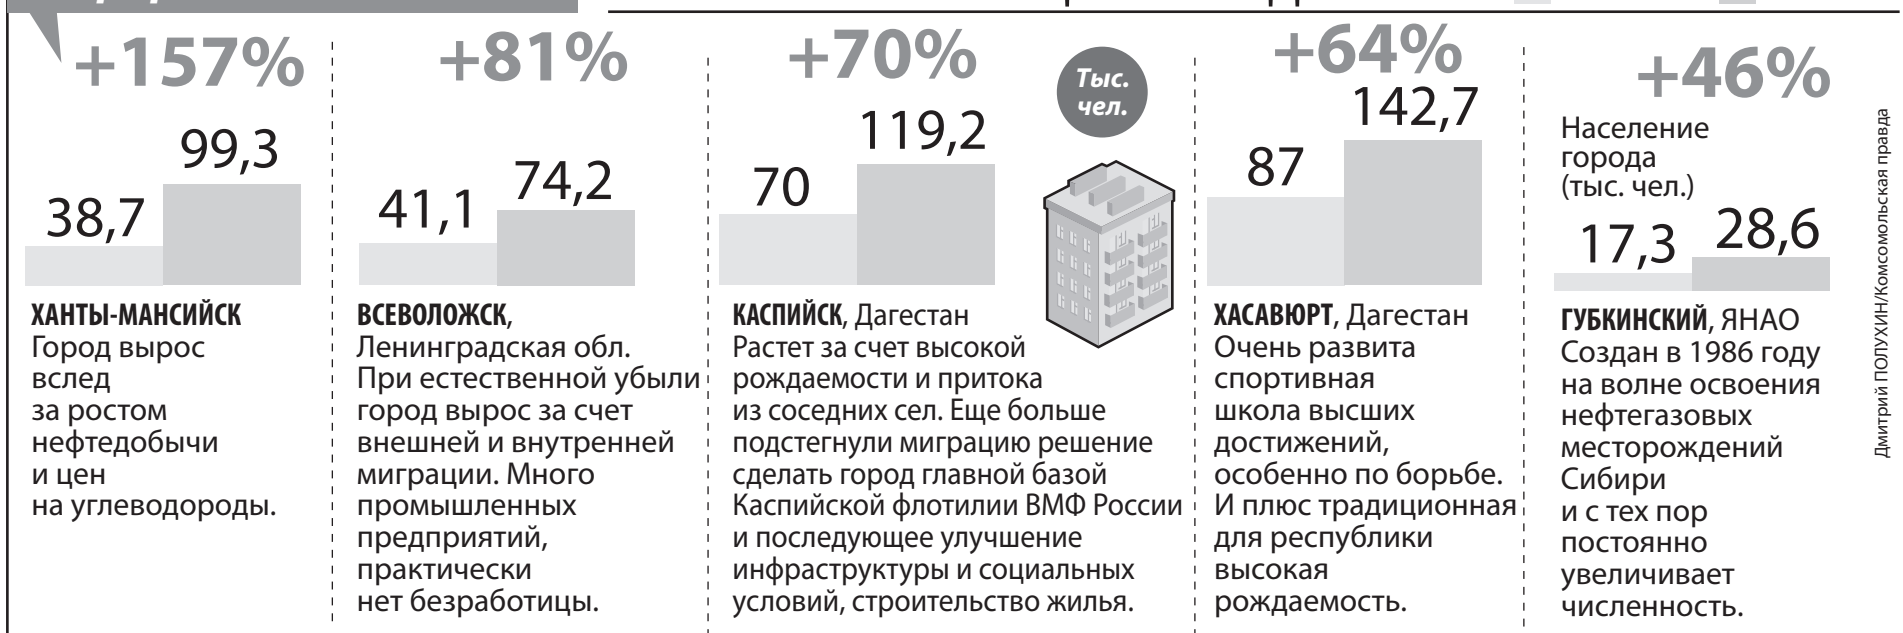 +157%
38,7
99,3
ХАНТЫ-МАНСИЙСК
Город вырос
вслед
за ростом
нефтедобычи
и цен
на углеводороды.
+81%
41,1
74,2
ВСЕВОЛОЖСК,
Ленинградская обл.
При естественной убыли
город вырос за счет
внешней и внутренней
миграции. Много
промышленных
предприятий,
практически
нет безработицы.
+70%
70
119,2
Тыс.
чел.
КАСПИЙСК, Дагестан
Растет за счет высокой
рождаемости и притока
из соседних сел. Еще больше
подстегнули миграцию решение
сделать город главной базой
Каспийской флотилии ВМФ России
и последующее улучшение
инфраструктуры и социальных
условий, строительство жилья.
+64%
87
142,7
ХАСАВЮРТ, Дагестан
Очень развита
спортивная
школа высших
достижений,
особенно по борьбе.
И плюс традиционная
для республики
высокая
рождаемость.
+46%
Население
города
(тыс. чел.)
17,3
28,6
ГУБКИНСКИЙ, ЯНАО
Создан в 1986 году
на волне освоения
нефтегазовых
месторождений
Сибири
и с тех пор
постоянно
увеличивает
численность.
Дмитрий ПОЛУХИН/Комсомольская правда